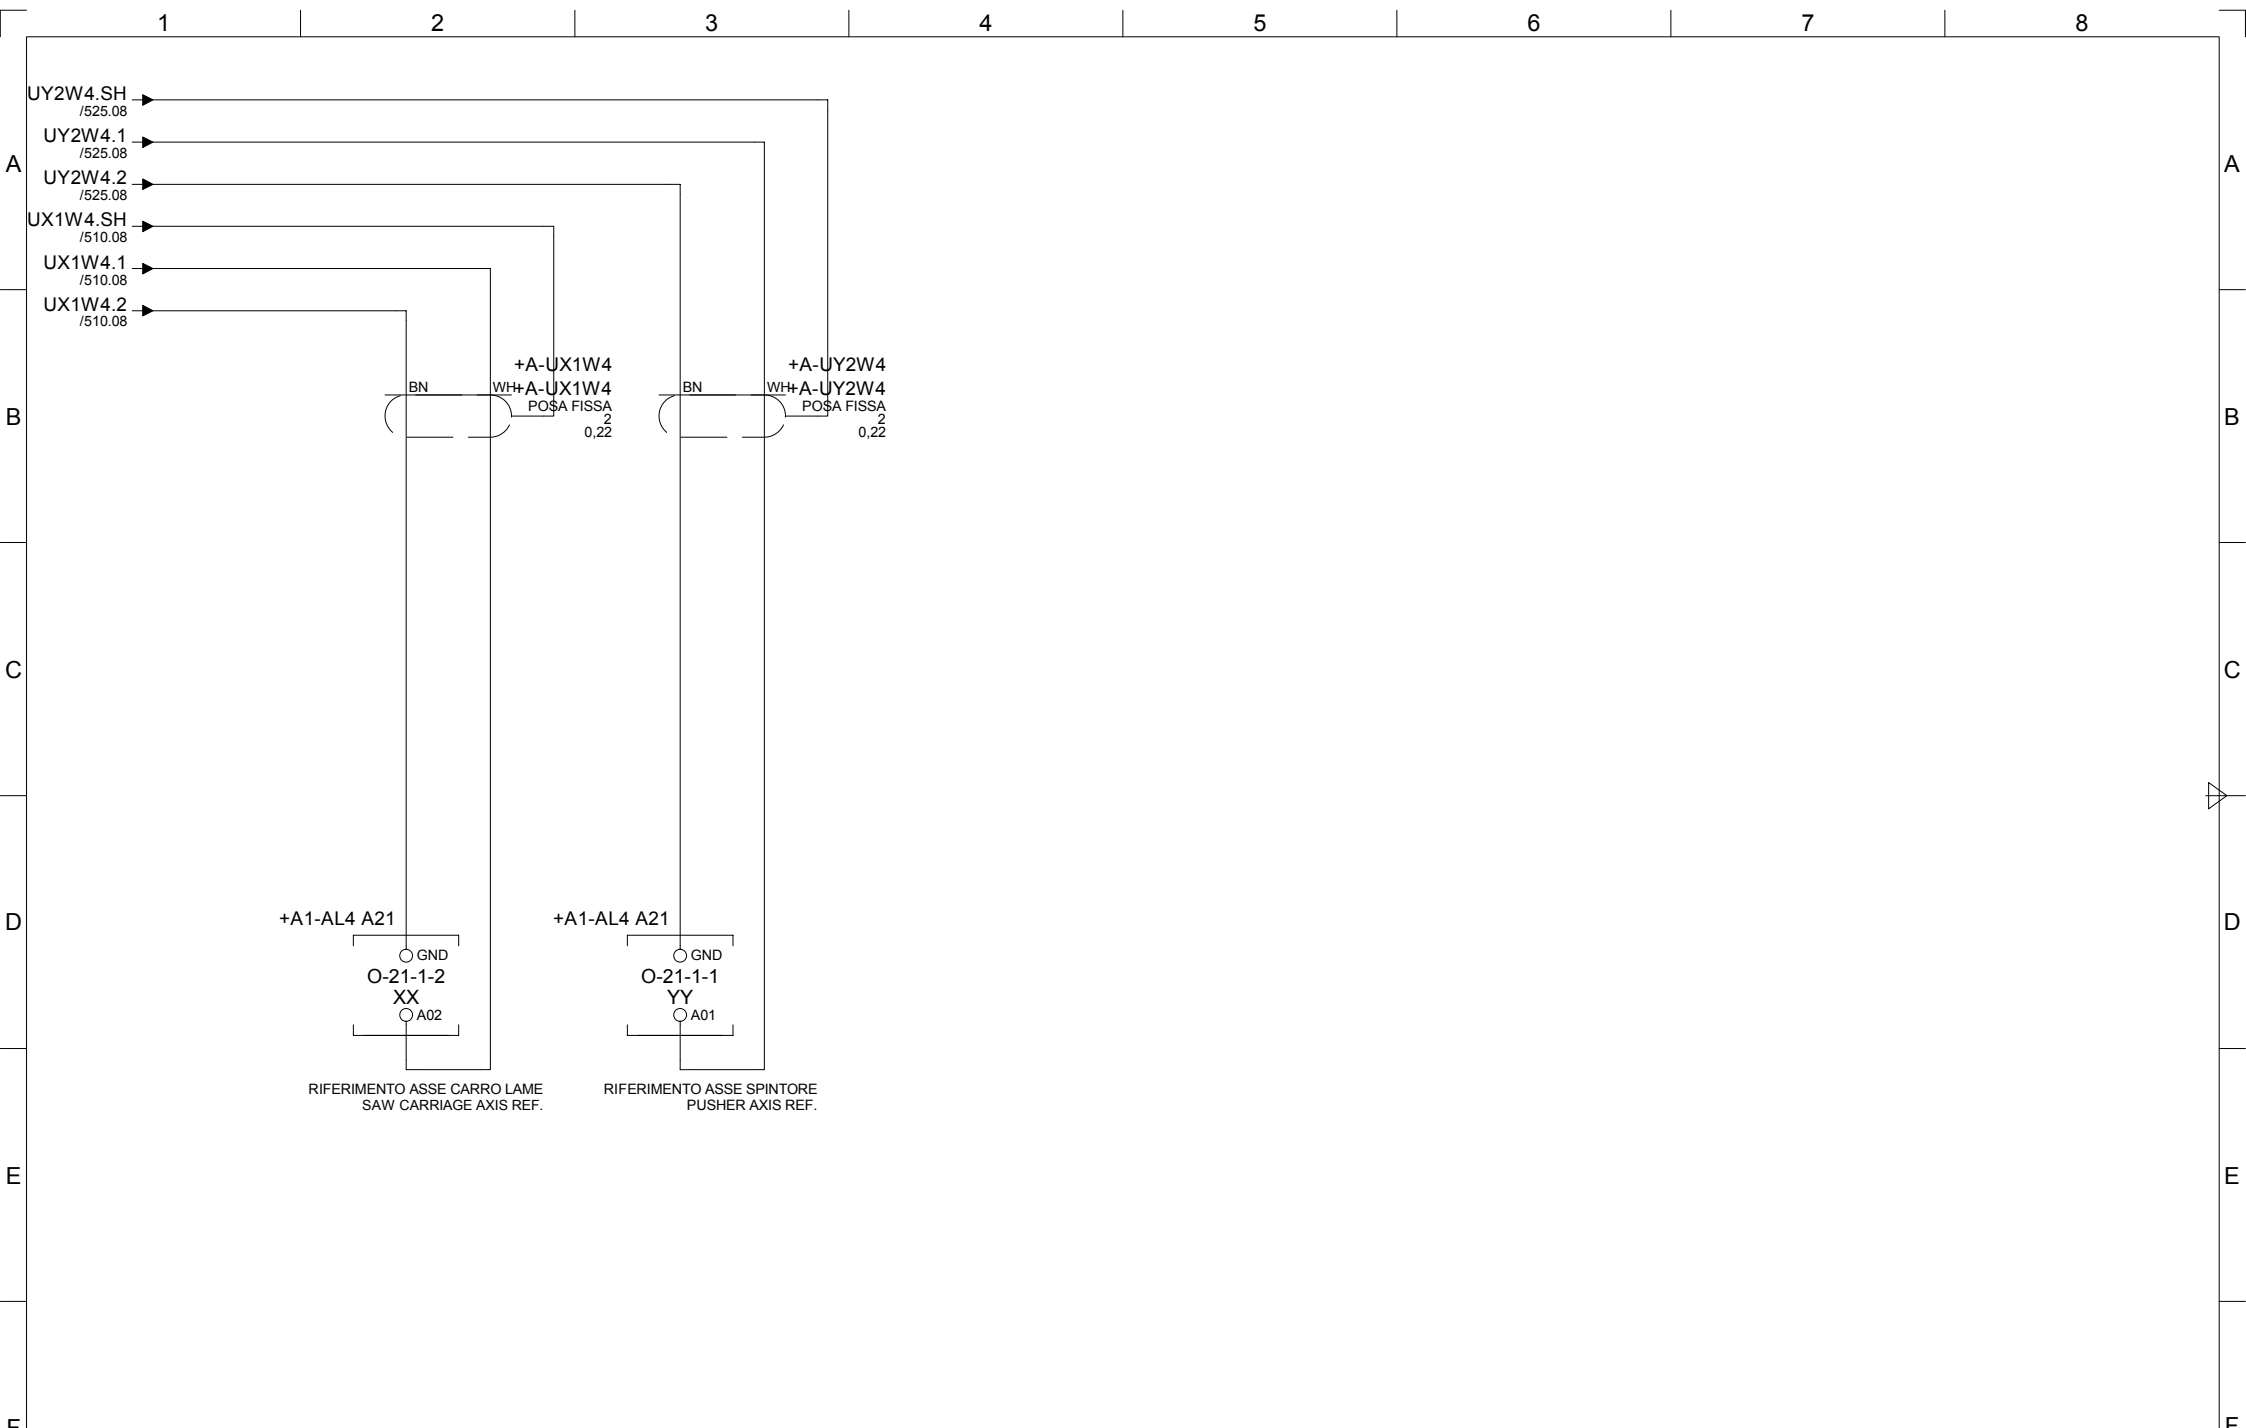 1 2 3 4 5 6 7 8
UY2W4.SH
/525.08
UY2W4.1
/525.08
A A
UY2W4.2
/525.08
UX1W4.SH
/510.08
UX1W4.1
/510.08
UX1W4.2
/510.08
+A-UX1W4 +A-UY2W4
BN WH +A-UX1W4 BN WH +A-UY2W4
POSA FISSA POSA FISSA
B 2 2 B
0,22 0,22
C C
+A1-AL4 A21 +A1-AL4 A21
D D
GND GND
O-21-1-2 O-21-1-1
XX YY
A02 A01
RIFERIMENTO ASSE CARRO LAME RIFERIMENTO ASSE SPINTORE
SAW CARRIAGE AXIS REF. PUSHER AXIS REF.
E E
F F